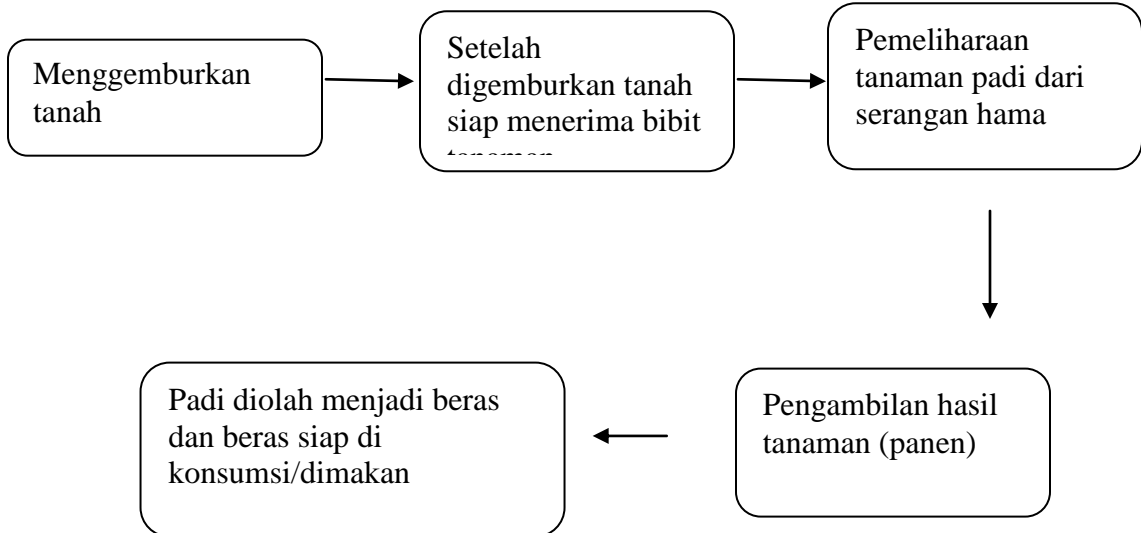 Menggemburkan
tanah
Setelah
digemburkan tanah
siap menerima bibit
Pemeliharaan
tanaman padi dari
serangan hama
Pengambilan hasil
tanaman (panen)
Padi diolah menjadi beras
dan beras siap di
konsumsi/dimakan